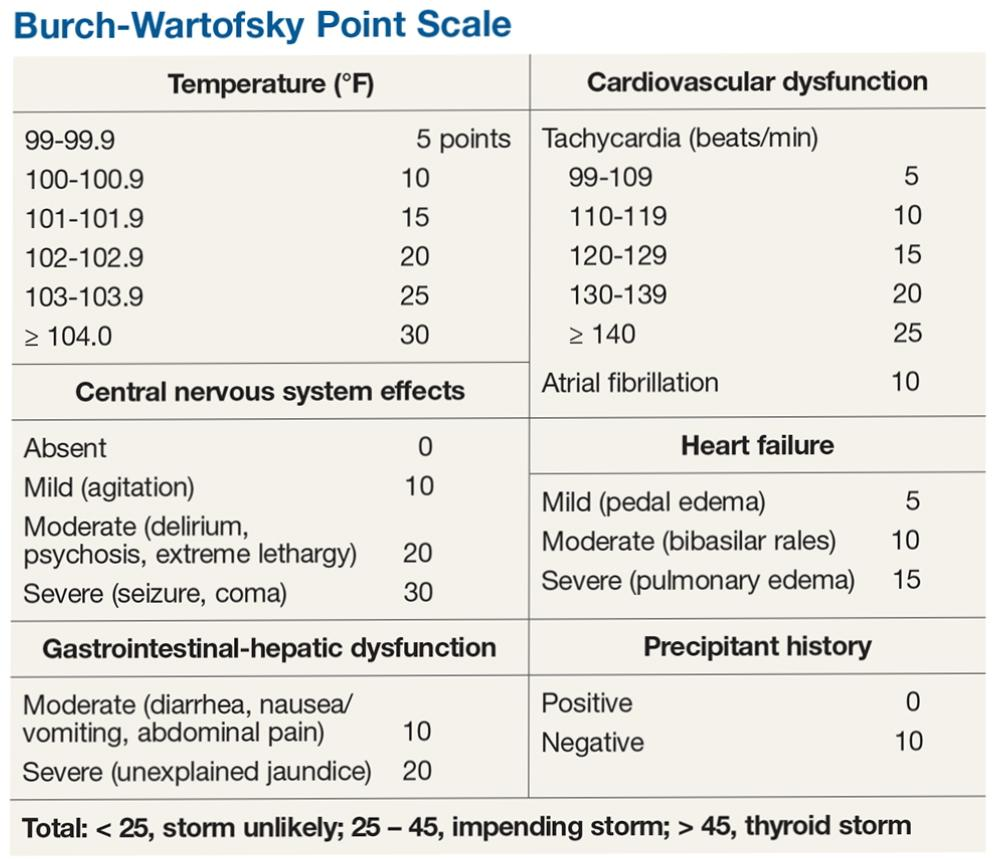 Burch-Wartofsky Point Scale
Temperature (°F)
99-99.9 5 points
100-100.9 10
101-101.9 15
102-102.9 20
103-103.9 25
≥ 104.0 30
Central nervous system effects
Absent 0
Mild (agitation) 10
Moderate (delirium,
psychosis, extreme lethargy) 20
Severe (seizure, coma) 30
Gastrointestinal-hepatic dysfunction
Moderate (diarrhea, nausea/
vomiting, abdominal pain) 10
Severe (unexplained jaundice) 20
Cardiovascular dysfunction
Tachycardia (beats/min)
99-109 5
110-119 10
120-129 15
130-139 20
≥ 140 25
Atrial fibrillation 10
Heart failure
Mild (pedal edema) 5
Moderate (bibasilar rales) 10
Severe (pulmonary edema) 15
Precipitant history
Positive 0
Negative 10
Total: < 25, storm unlikely; 25 – 45, impending storm; > 45, thyroid storm